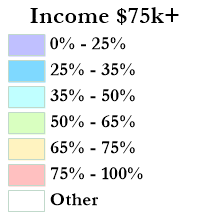 Income $75k+
0% - 25%
25% - 35%
35% - 50%
50% - 65%
65% - 75%
75% - 100%
Other